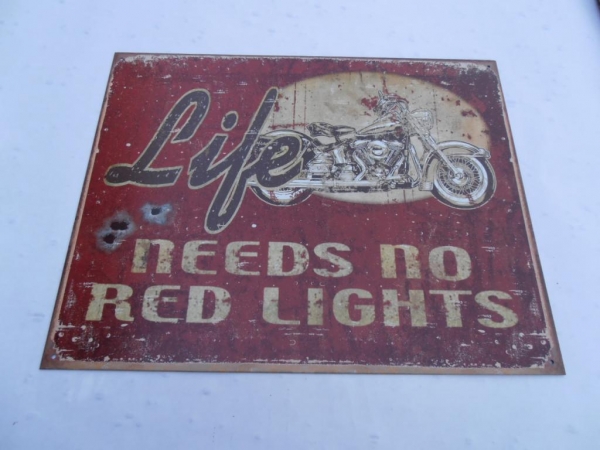 Life
NEEDS NO
RED LIGHTS